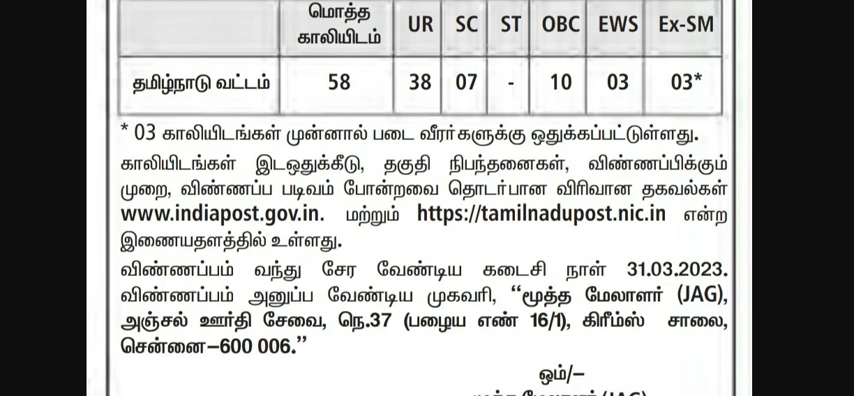 மொத்த காலியிடம் UR SC ST OBC EWS Ex-SM
தமிழ்நாடு வட்டம் 58 38 07 - 10 03 03*
* 03 காலியிடங்கள் முன்னால் படை வீரர்களுக்கு ஒதுக்கப்பட்டுள்ளது.
காலியிடங்கள் இடஒதுக்கீடு, தகுதி நிபந்தனைகள், விண்ணப்பிக்கும்
முறை, விண்ணப்ப படிவம் போன்றவை தொடர்பான விரிவான தகவல்கள்
www.indiapost.gov.in. மற்றும் https://tamilnadupost.nic.in என்ற
இணையதளத்தில் உள்ளது.
விண்ணப்பம் வந்து சேர வேண்டிய கடைசி நாள் 31.03.2023.
விண்ணப்பம் அனுப்ப வேண்டிய முகவரி, “மூத்த மேலாளர் (JAG),
அஞ்சல் ஊர்தி சேவை, நெ.37 (பழைய எண் 16/1), கிரீம்ஸ் சாலை,
சென்னை–600 006.”
ஒம்/–
மூத்த மேலாளர் (JAG)